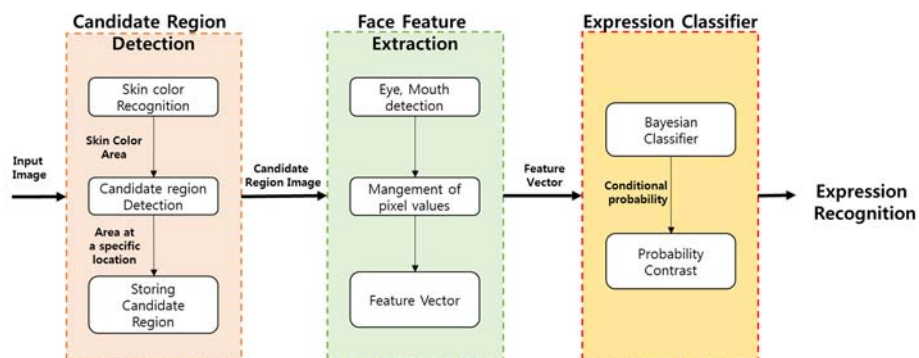 Candidate Region
Detection
Skin color
Recognition
Skin Color
Area
Input
Image
Candidate region
Detection
Area at
a specific
location
Storing
Candidate
Region
Candidate
Region Image
Face Feature
Extraction
Eye, Mouth
detection
Mangement of
pixel values
Feature Vector
Feature
Vector
Expression Classifier
Bayesian
Classifier
Conditional
probability
Probability
Contrast
Expression
Recognition